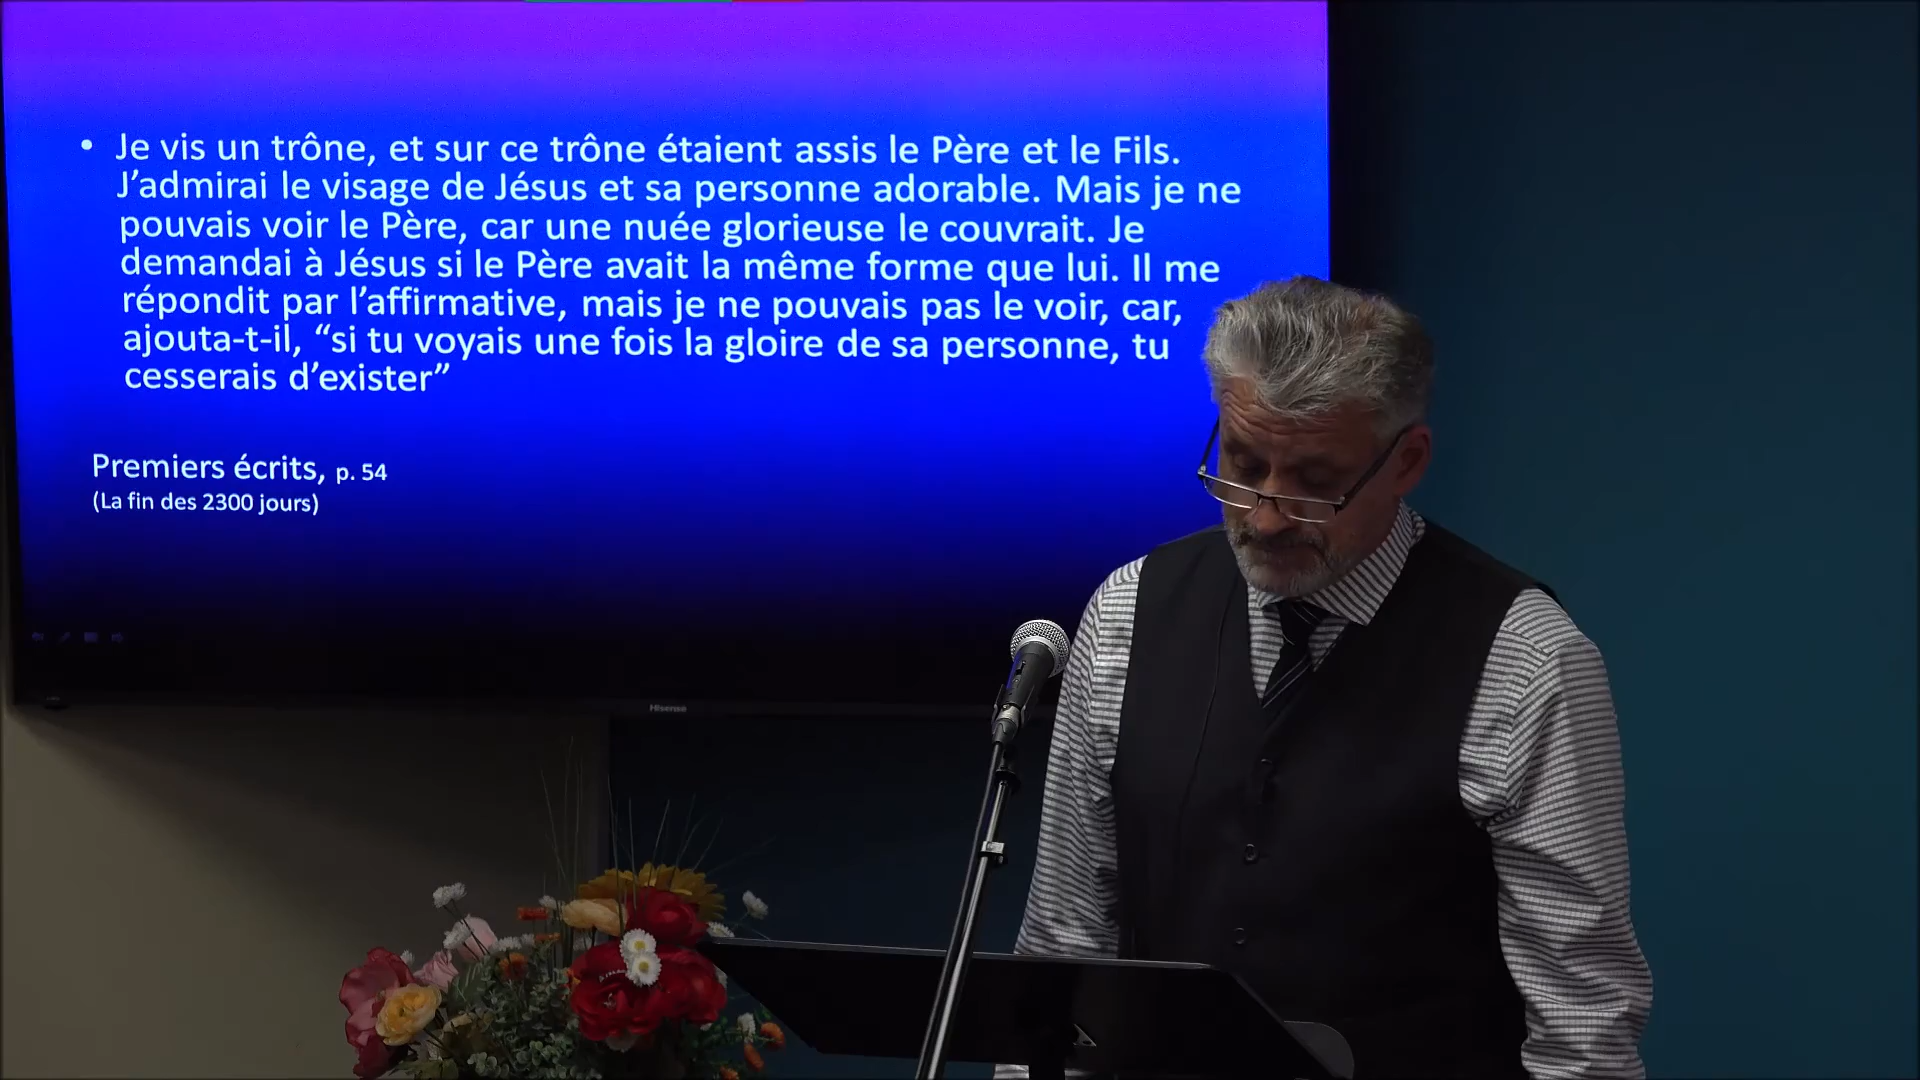 • Je vis un trône, et sur ce trône étaient assis le Père et le Fils.
J’admirai le visage de Jésus et sa personne adorable. Mais je ne
pouvais voir le Père, car une nuée glorieuse le couvrait. Je
demandai à Jésus si le Père avait la même forme que lui. Il me
répondit par l’affirmative, mais je ne pouvais pas le voir, car,
ajouta-t-il, “si tu voyais une fois la gloire de sa personne, tu
cesserais d’exister”
Premiers écrits, p. 54
(La fin des 2300 jours)
Hisense